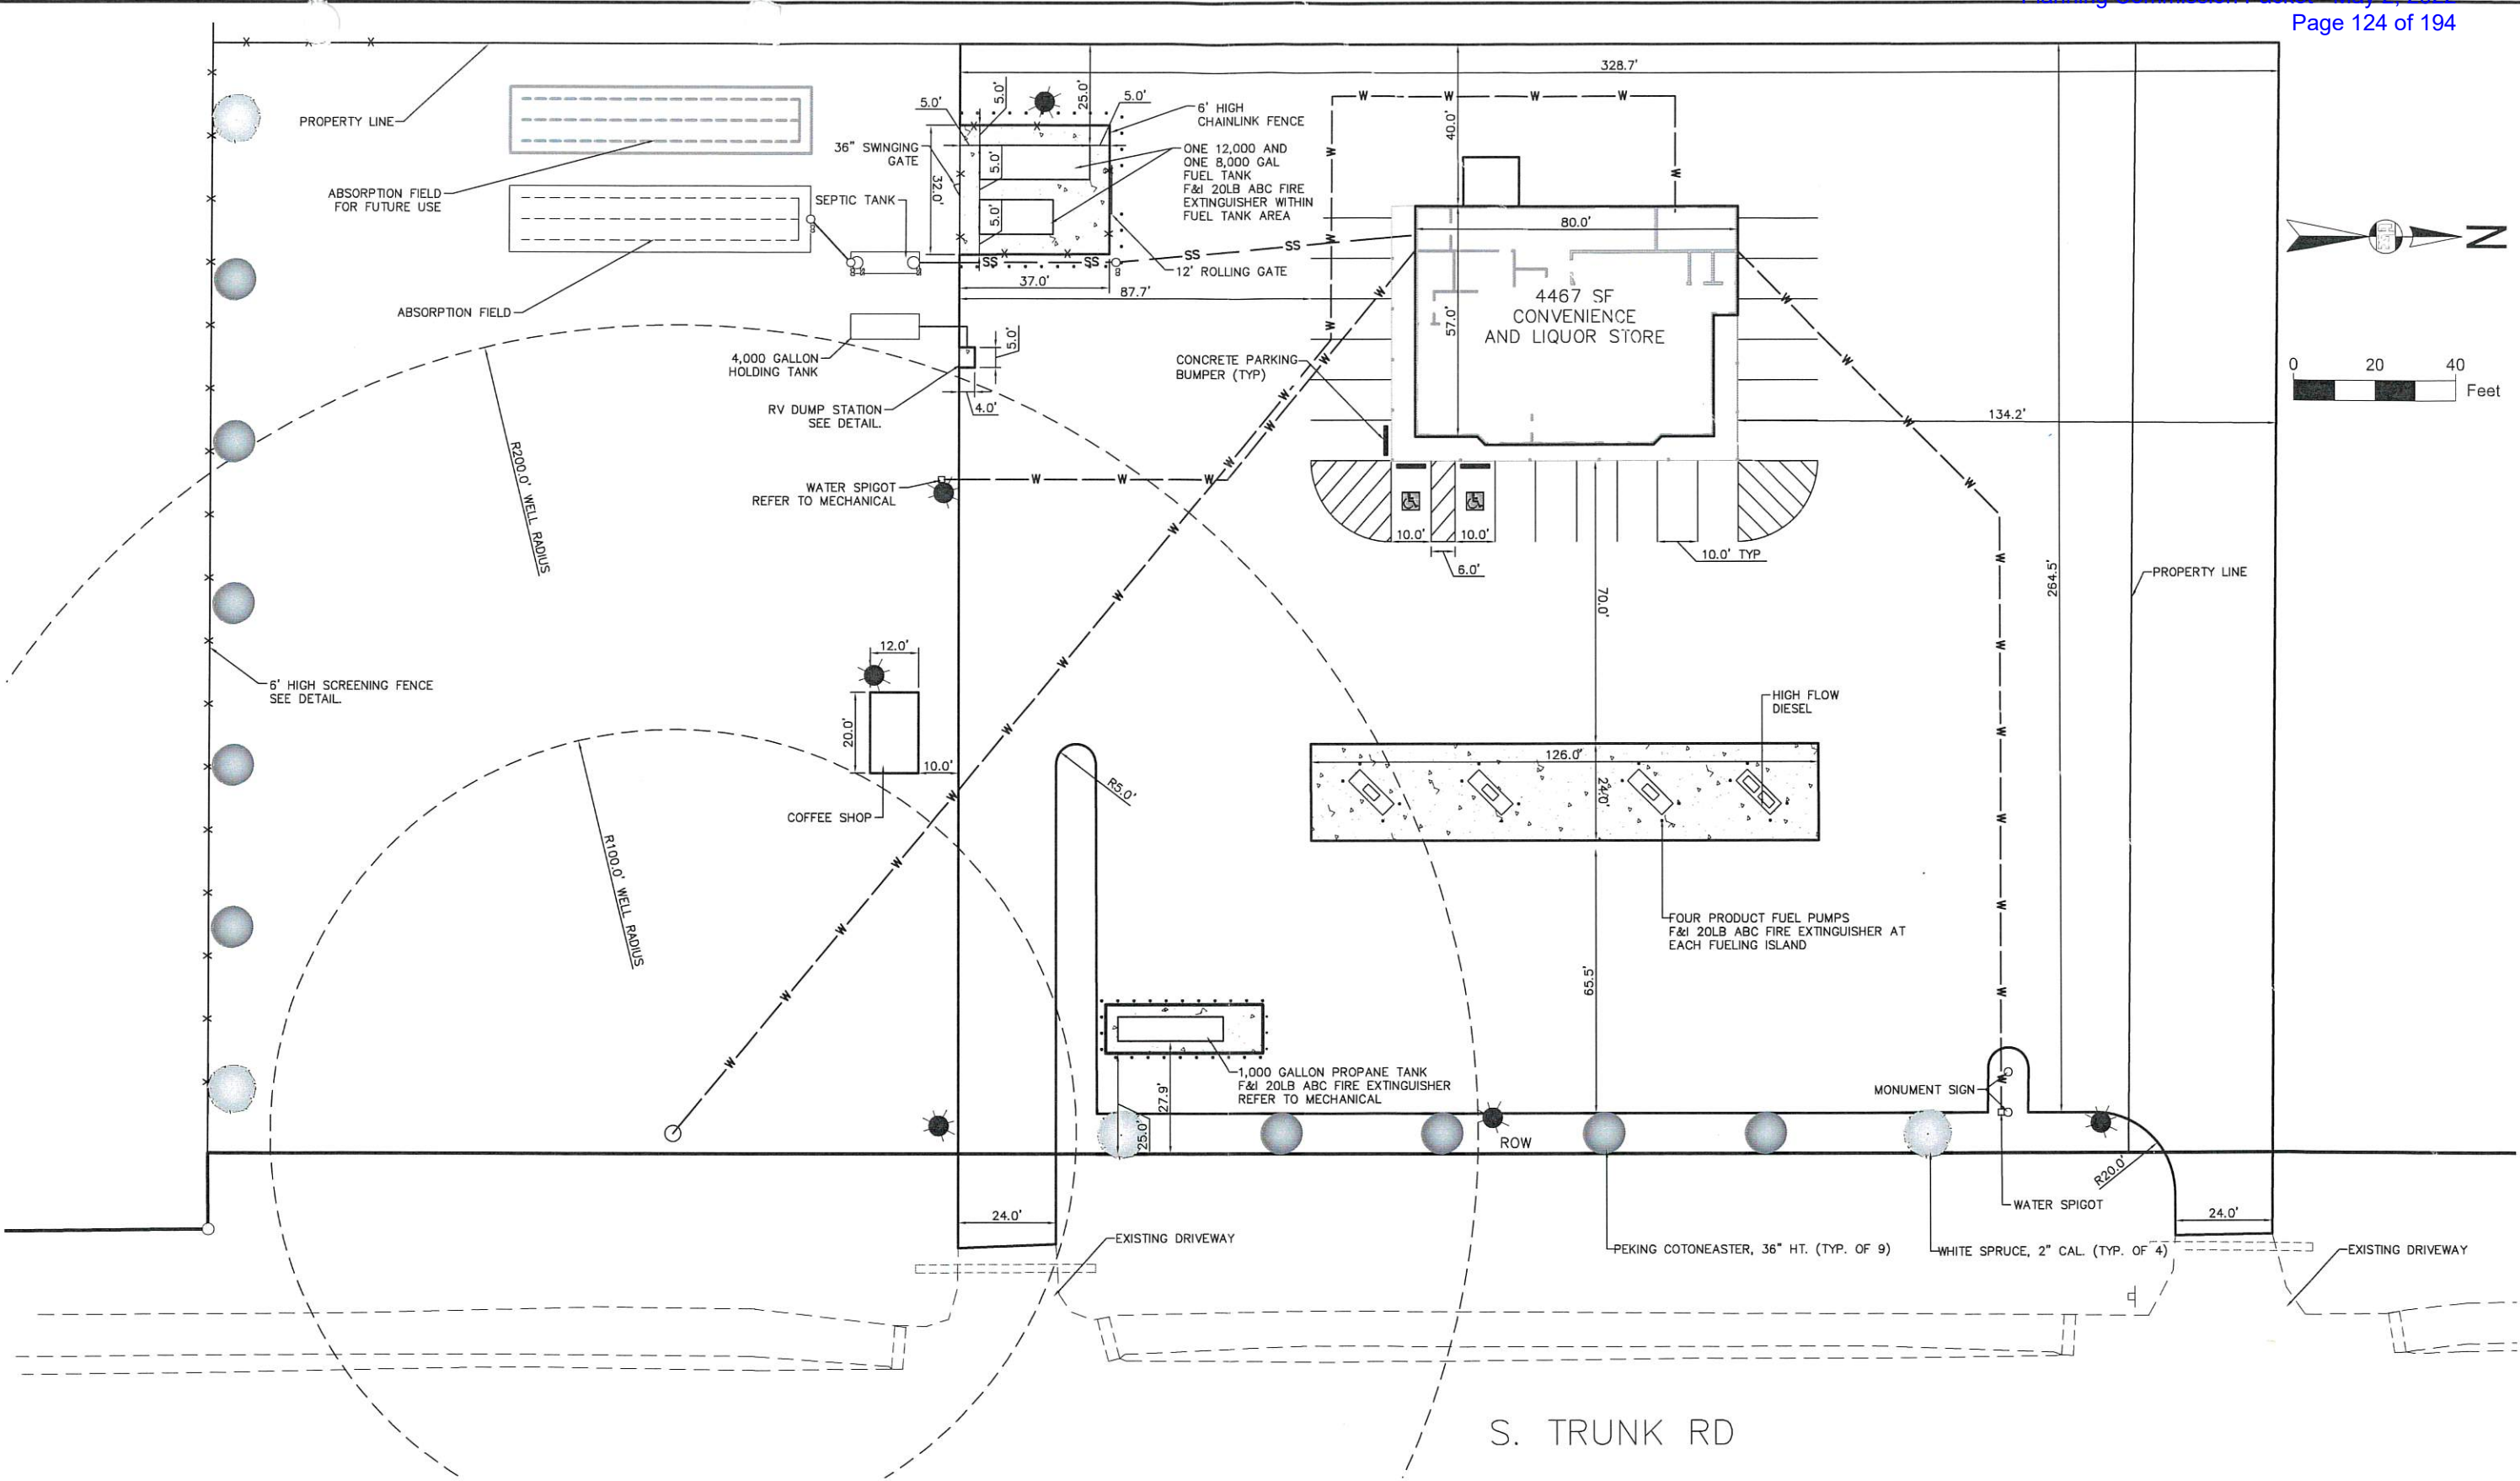 Planning Commission Packet - May 2, 2022
Page 124 of 194
PROPERTY LINE
328.7'
5.0'
5.0'
25.0'
5.0'
40.0'
6' HIGH
CHAINLINK FENCE
W W W W
36" SWINGING
GATE
ONE 12,000 AND
ONE 8,000 GAL
FUEL TANK
F&I 20LB ABC FIRE
EXTINGUISHER WITHIN
FUEL TANK AREA
32.0'
5.0'
5.0'
ABSORPTION FIELD
FOR FUTURE USE
SEPTIC TANK
80.0'
SS SS SS SS
12' ROLLING GATE
37.0'
87.7'
N
ABSORPTION FIELD
4467 SF
CONVENIENCE
AND LIQUOR STORE
57.0'
5.0'
4,000 GALLON
HOLDING TANK
CONCRETE PARKING
BUMPER (TYP)
0 20 40
Feet
RV DUMP STATION
SEE DETAIL.
4.0'
134.2'
R200.0' WELL RADIUS
WATER SPIGOT
REFER TO MECHANICAL
W W W
10.0'
10.0'
6.0'
10.0' TYP
264.5'
PROPERTY LINE
70.0'
12.0'
6' HIGH SCREENING FENCE
SEE DETAIL.
20.0'
10.0'
COFFEE SHOP
R5.0'
HIGH FLOW
DIESEL
126.0'
24.0'
R100.0' WELL RADIUS
FOUR PRODUCT FUEL PUMPS
F&I 20LB ABC FIRE EXTINGUISHER AT
EACH FUELING ISLAND
65.5'
1,000 GALLON PROPANE TANK
F&I 20LB ABC FIRE EXTINGUISHER
REFER TO MECHANICAL
27.9'
25.0'
MONUMENT SIGN
ROW
R20.0'
WATER SPIGOT
24.0'
24.0'
EXISTING DRIVEWAY
PEKING COTONEASTER, 36" HT. (TYP. OF 9)
WHITE SPRUCE, 2" CAL. (TYP. OF 4)
EXISTING DRIVEWAY
S. TRUNK RD